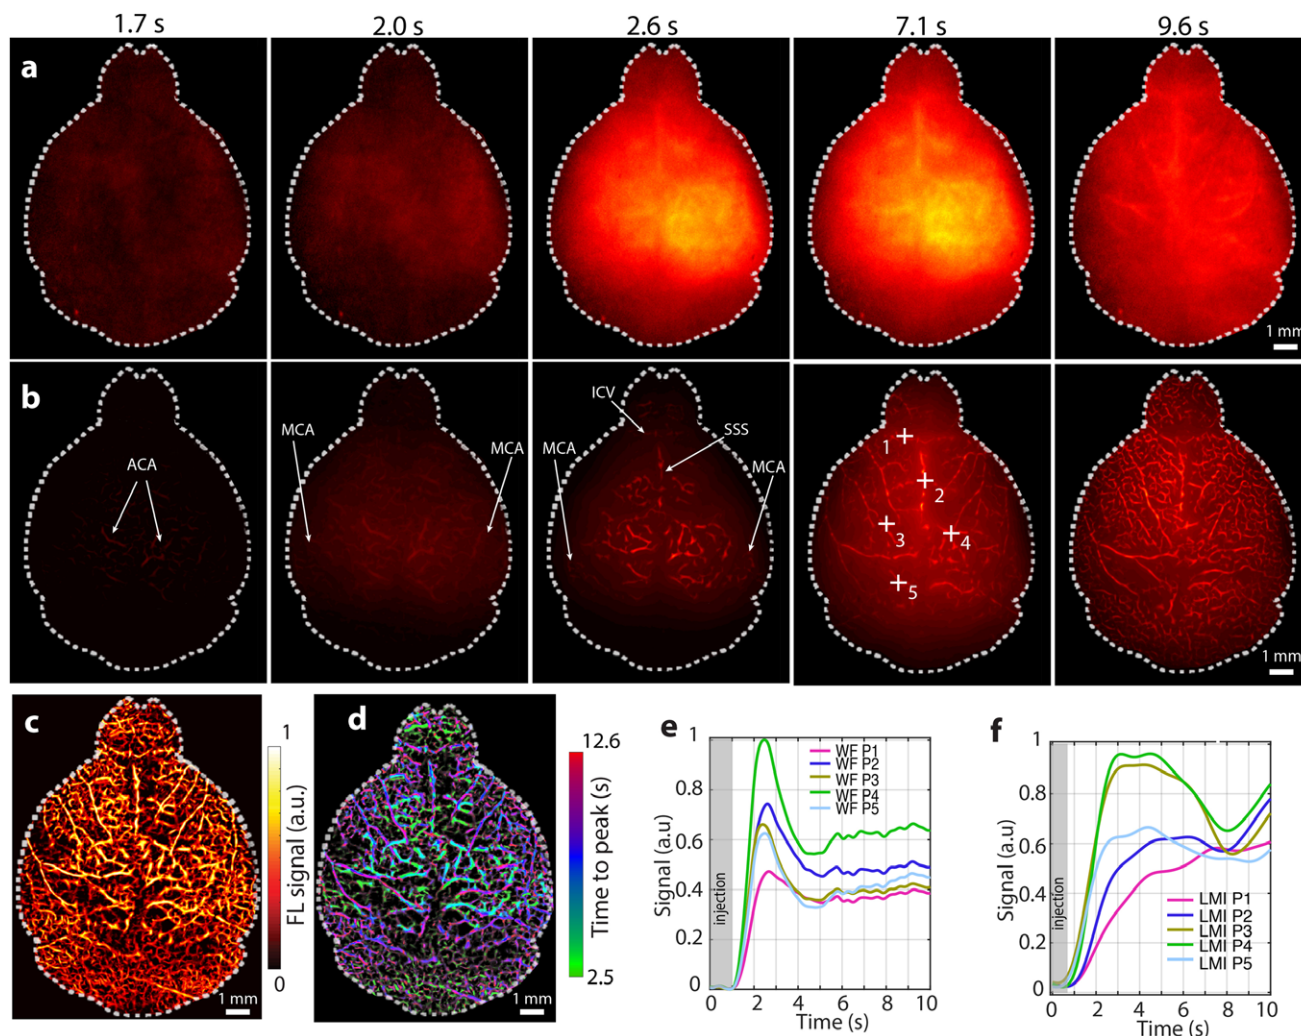 1.7 s 2.0 s 2.6 s 7.1 s 9.6 s
a
1 mm
b
ACA
MCA MCA
ICV SSS
MCA MCA
1
2
3 4
5
1 mm
c
1
FL signal (a.u.)
0
1 mm
d
12.6
Time to peak (s)
2.5
1 mm
e
Signal (a.u)
1
0.8
0.6
0.4
0.2
0
injection
WF P1
WF P2
WF P3
WF P4
WF P5
0 2 4 6 8 10
Time (s)
f
Signal (a.u)
1
0.8
0.6
0.4
0.2
0
injection
LMI P1
LMI P2
LMI P3
LMI P4
LMI P5
0 2 4 6 8 10
Time (s)